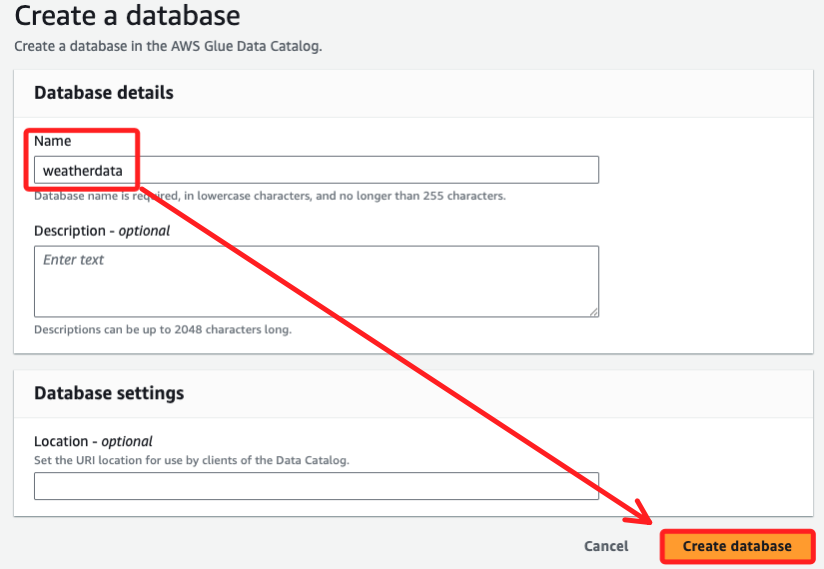 Create a database
Create a database in the AWS Glue Data Catalog.
Database details
Name
weatherdata
Database name is required, in lowercase characters, and no longer than 255 characters.
Description - optional
Enter text
Descriptions can be up to 2048 characters long.
Database settings
Location - optional
Set the URI location for use by clients of the Data Catalog.
Cancel
Create database